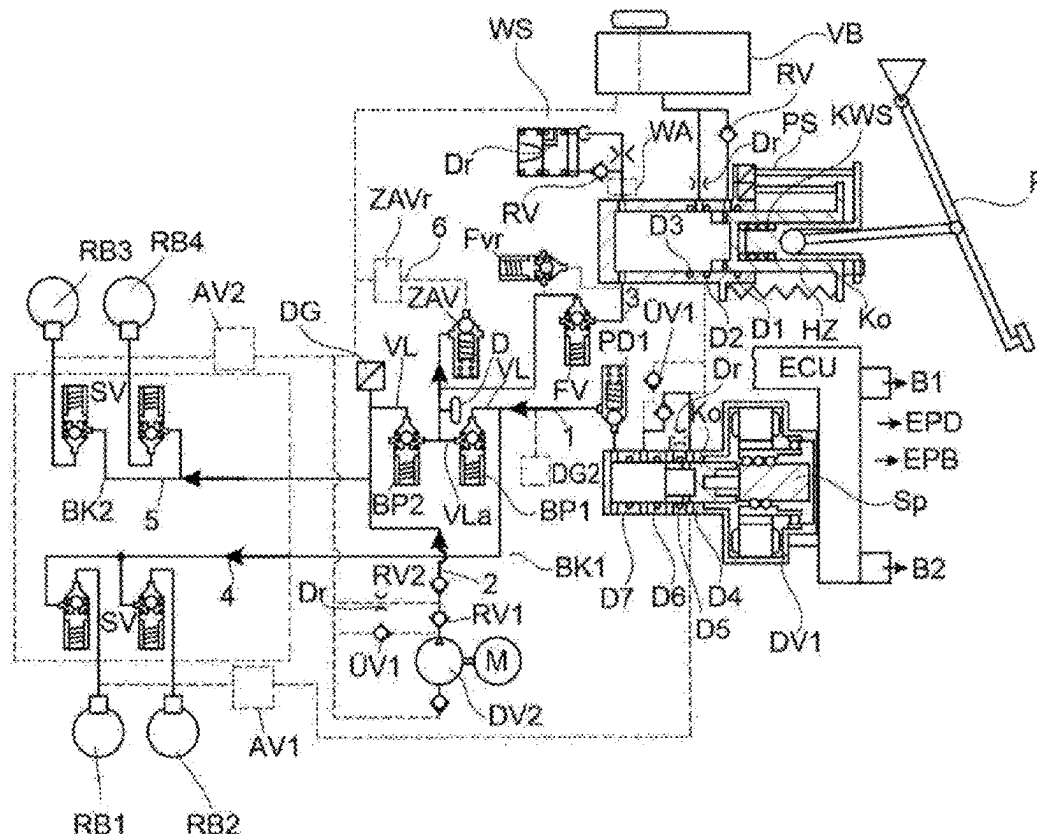 WS
VB
RV
KWS
PS
WA
Dr
Dr
ZAVr
RV
P
RB3
RB4
6
Fvr
D3
AV2
ZAV
3
ÜV1
D2
D1
HZ
Ko
DG
VL
D
VL
PD1
ECU
FV
Dr
B1
SV
Ko
EPD
1
EPB
BK2
5
BP2
VLa
BP1
DG2
Sp
BK1
RV2
2
B2
4
D7
D6
D4
SV
Dr
RV1
D5
DV1
ÜV1
M
DV2
AV1
RB1
RB2